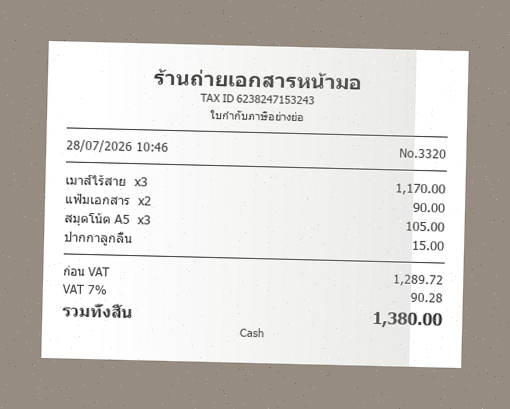 ร้านถ่ายเอกสารหน้ามอ
TAX ID 6238247153243
ใบกำกับภาษีอย่างย่อ
28/07/2026 10:46 No.3320
เมาส์ไร้สาย x3 1,170.00
แฟ้มเอกสาร x2 90.00
สมุดโน้ต A5 x3 105.00
ปากกาลูกลื่น 15.00
ก่อน VAT 1,289.72
VAT 7% 90.28
รวมทั้งสิ้น 1,380.00
Cash